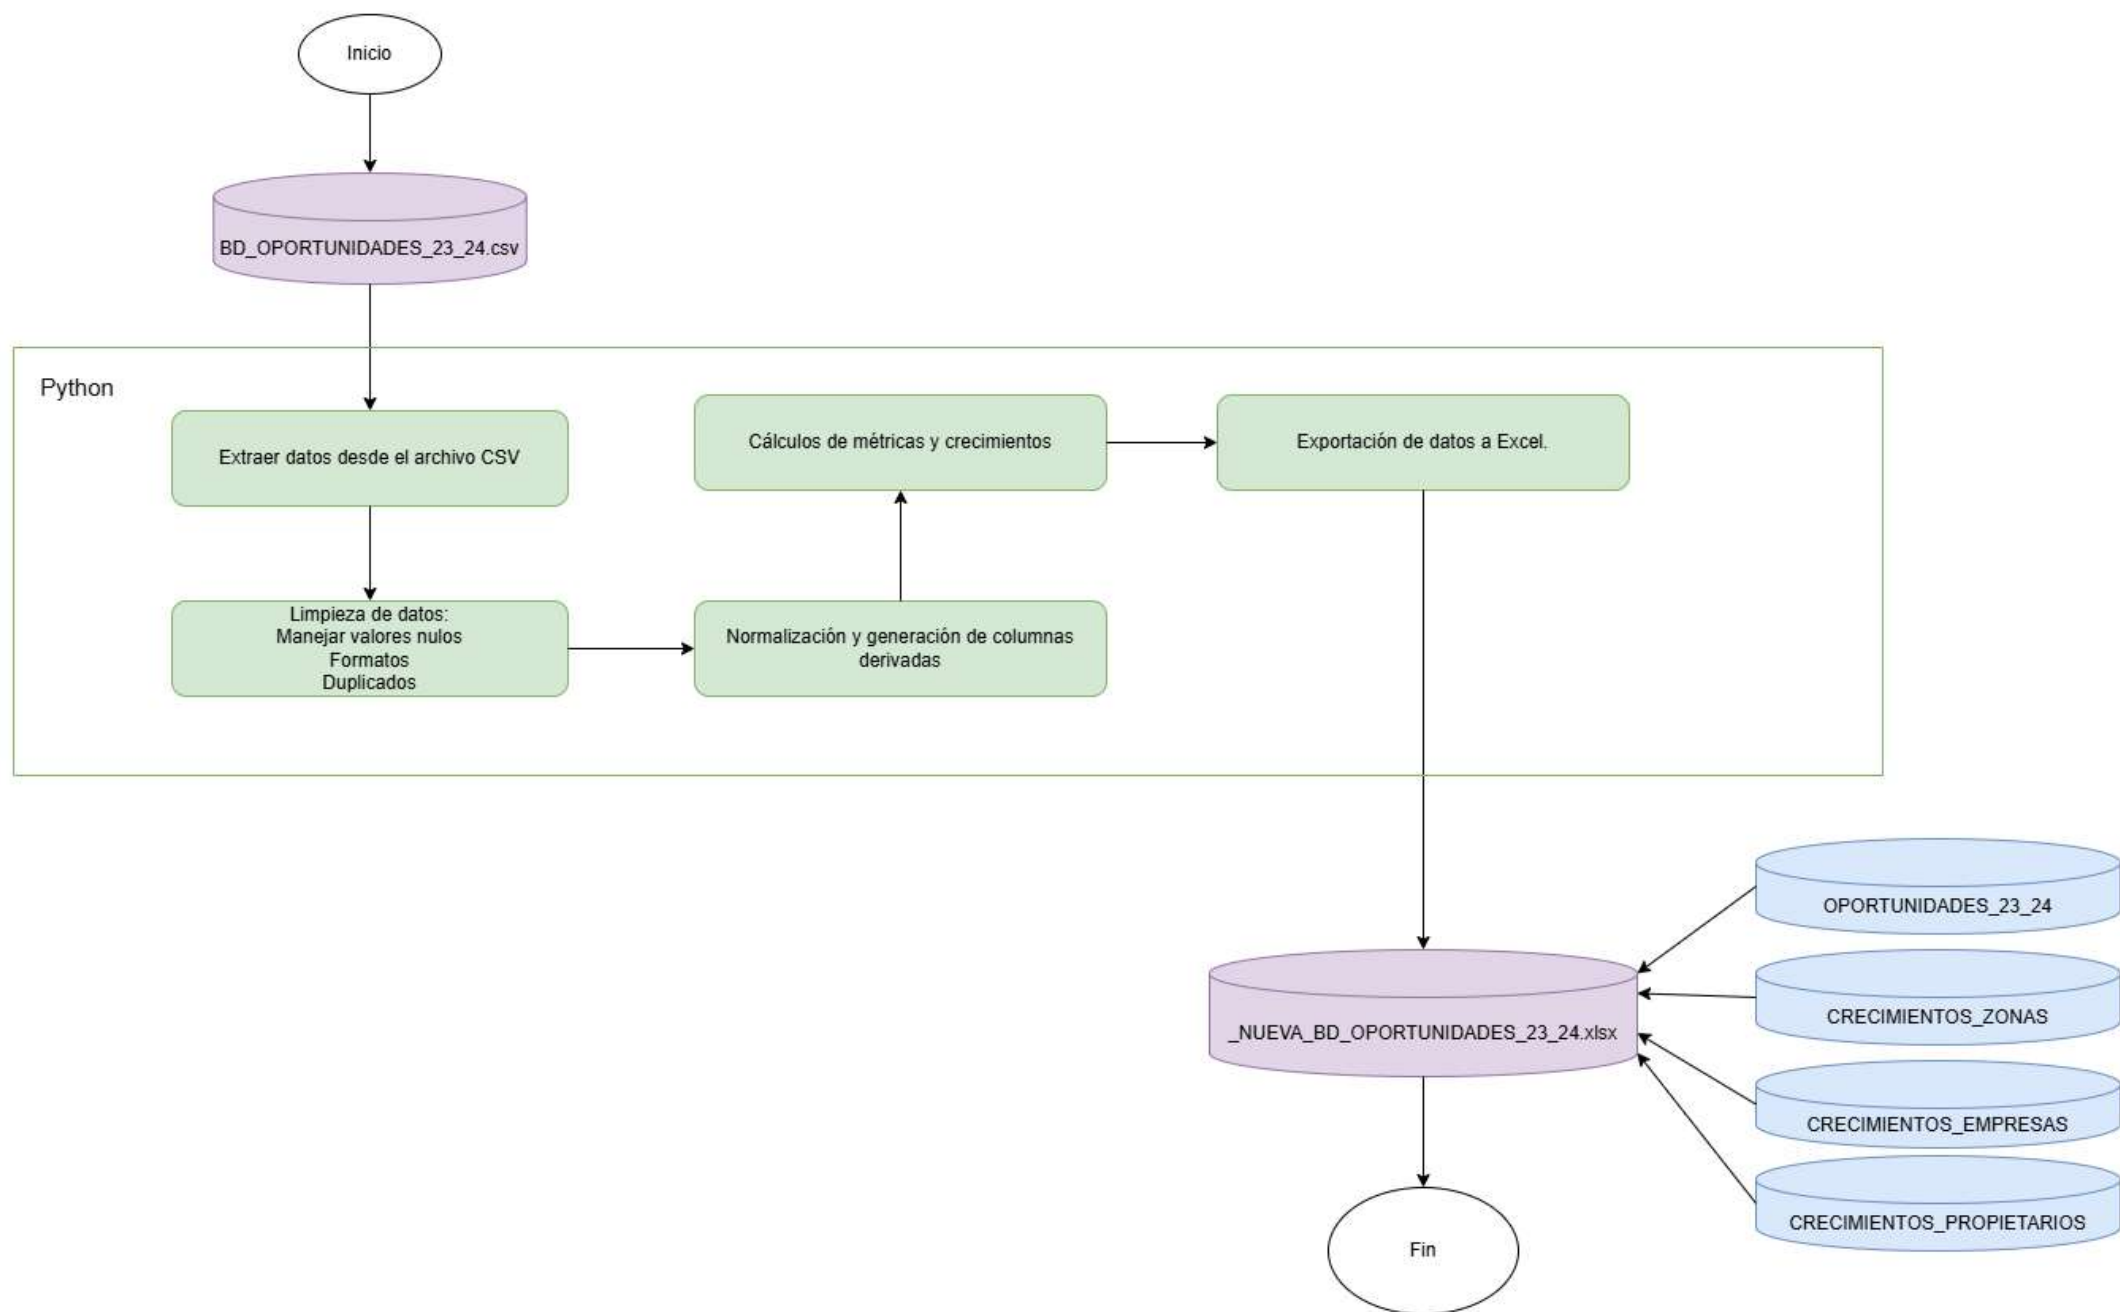 Inicio
BD_OPORTUNIDADES_23_24.csv
Python
Extraer datos desde el archivo CSV
Cálculos de métricas y crecimientos
Exportación de datos a Excel.
Limpieza de datos:
Manejar valores nulos
Formatos
Duplicados
Normalización y generación de columnas
derivadas
OPORTUNIDADES_23_24
CRECIMIENTOS_ZONAS
_NUEVA_BD_OPORTUNIDADES_23_24.xlsx
CRECIMIENTOS_EMPRESAS
CRECIMIENTOS_PROPIETARIOS
Fin